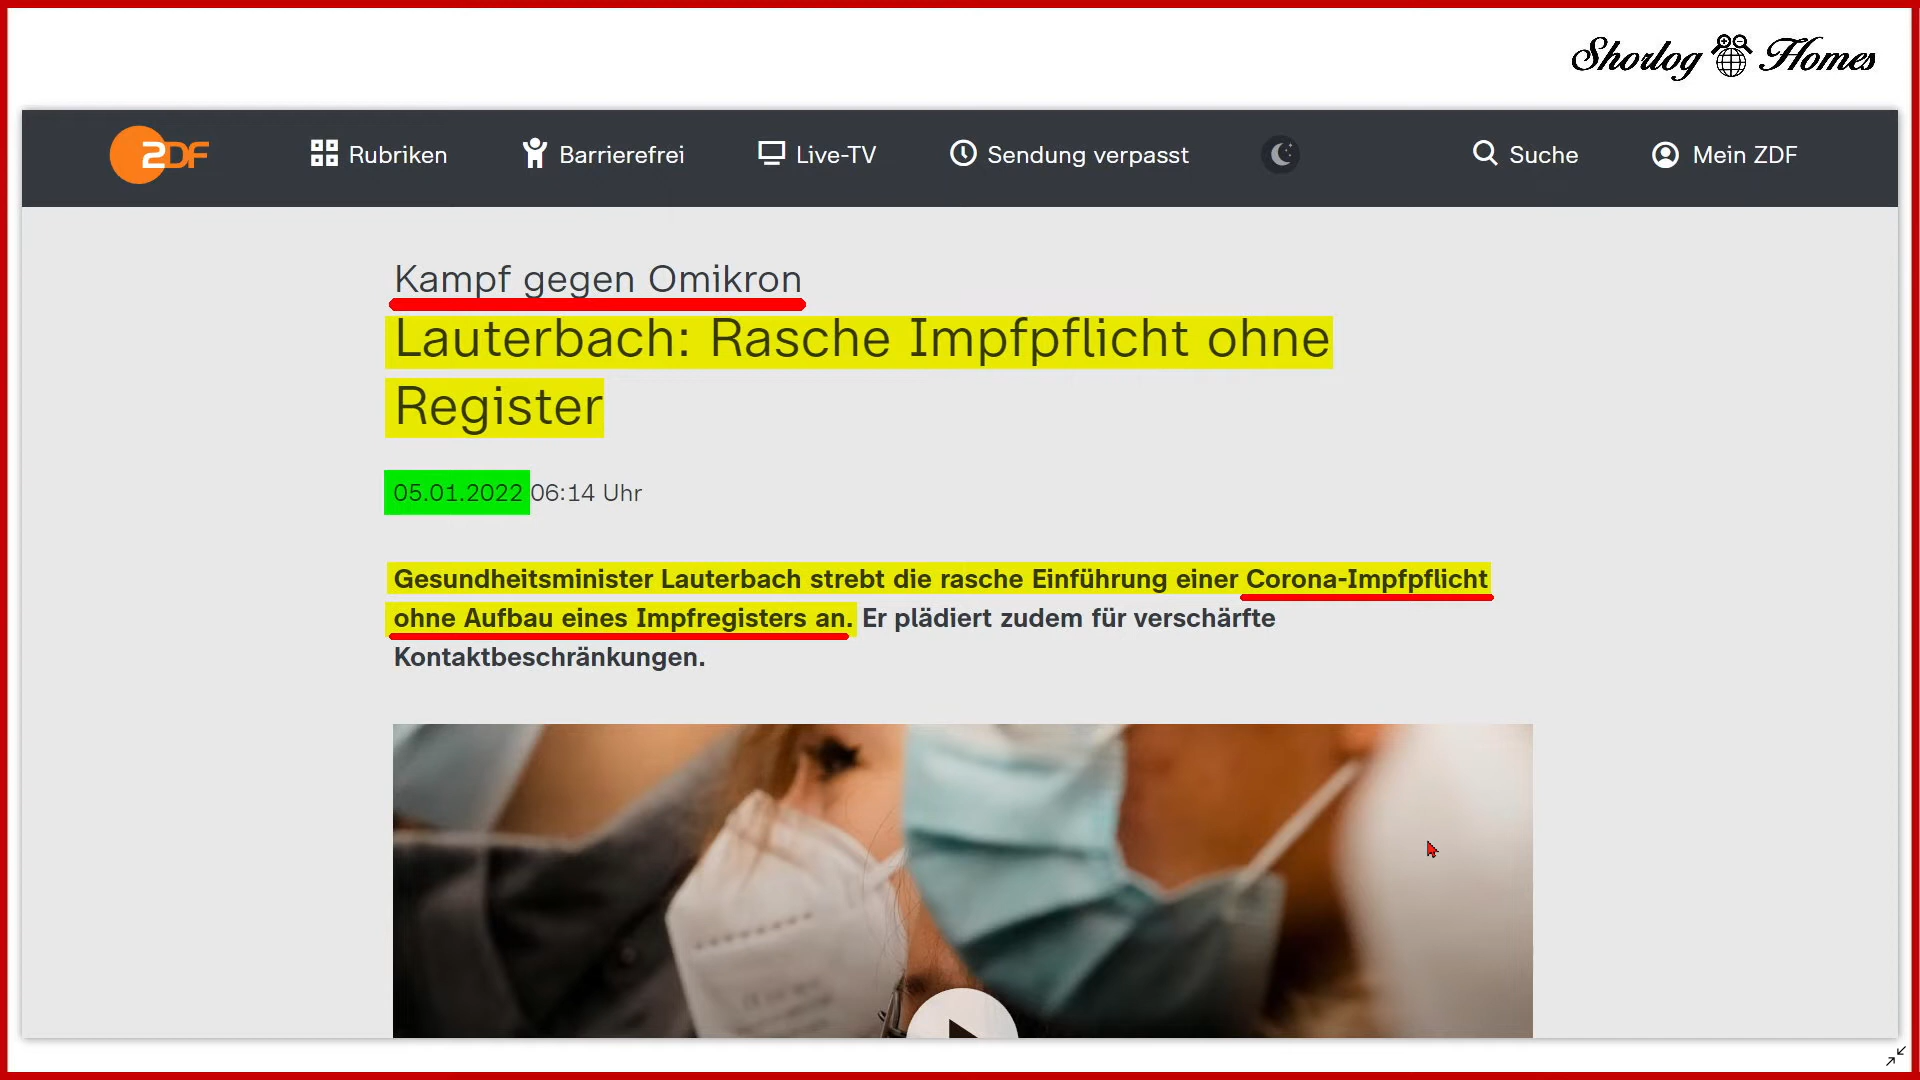 Shorlog Homes
ZDF Rubriken Barrierefrei Live-TV Sendung verpasst Suche Mein ZDF
Kampf gegen Omikron
Lauterbach: Rasche Impfpflicht ohne
Register
05.01.2022 06:14 Uhr
Gesundheitsminister Lauterbach strebt die rasche Einführung einer Corona-Impfpflicht
ohne Aufbau eines Impfregisters an. Er plädiert zudem für verschärfte
Kontaktbeschränkungen.